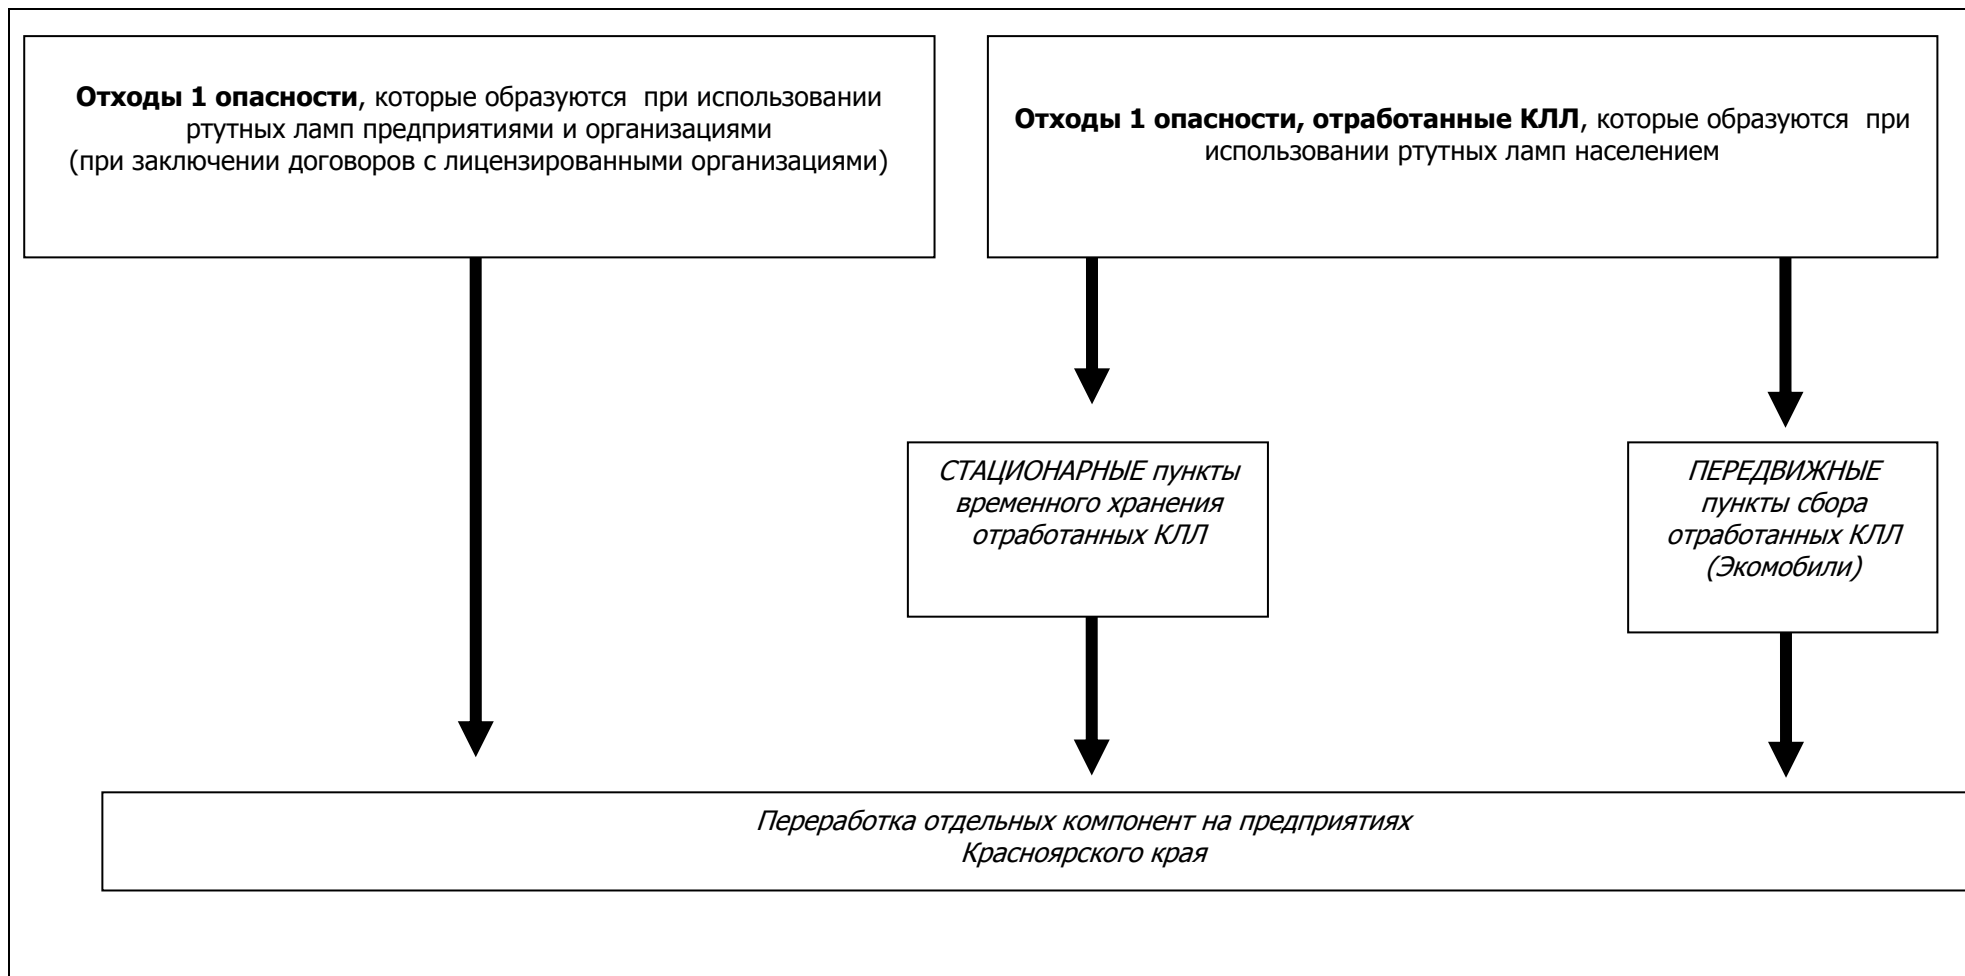 Отходы 1 опасности, которые образуются при использовании
ртутных ламп предприятиями и организациями
(при заключении договоров с лицензированными организациями)
Отходы 1 опасности, отработанные КЛЛ, которые образуются при
использовании ртутных ламп населением
СТАЦИОНАРНЫЕ пункты
временного хранения
отработанных КЛЛ
ПЕРЕДВИЖНЫЕ
пункты сбора
отработанных КЛЛ
(Экомобили)
Переработка отдельных компонент на предприятиях
Красноярского края